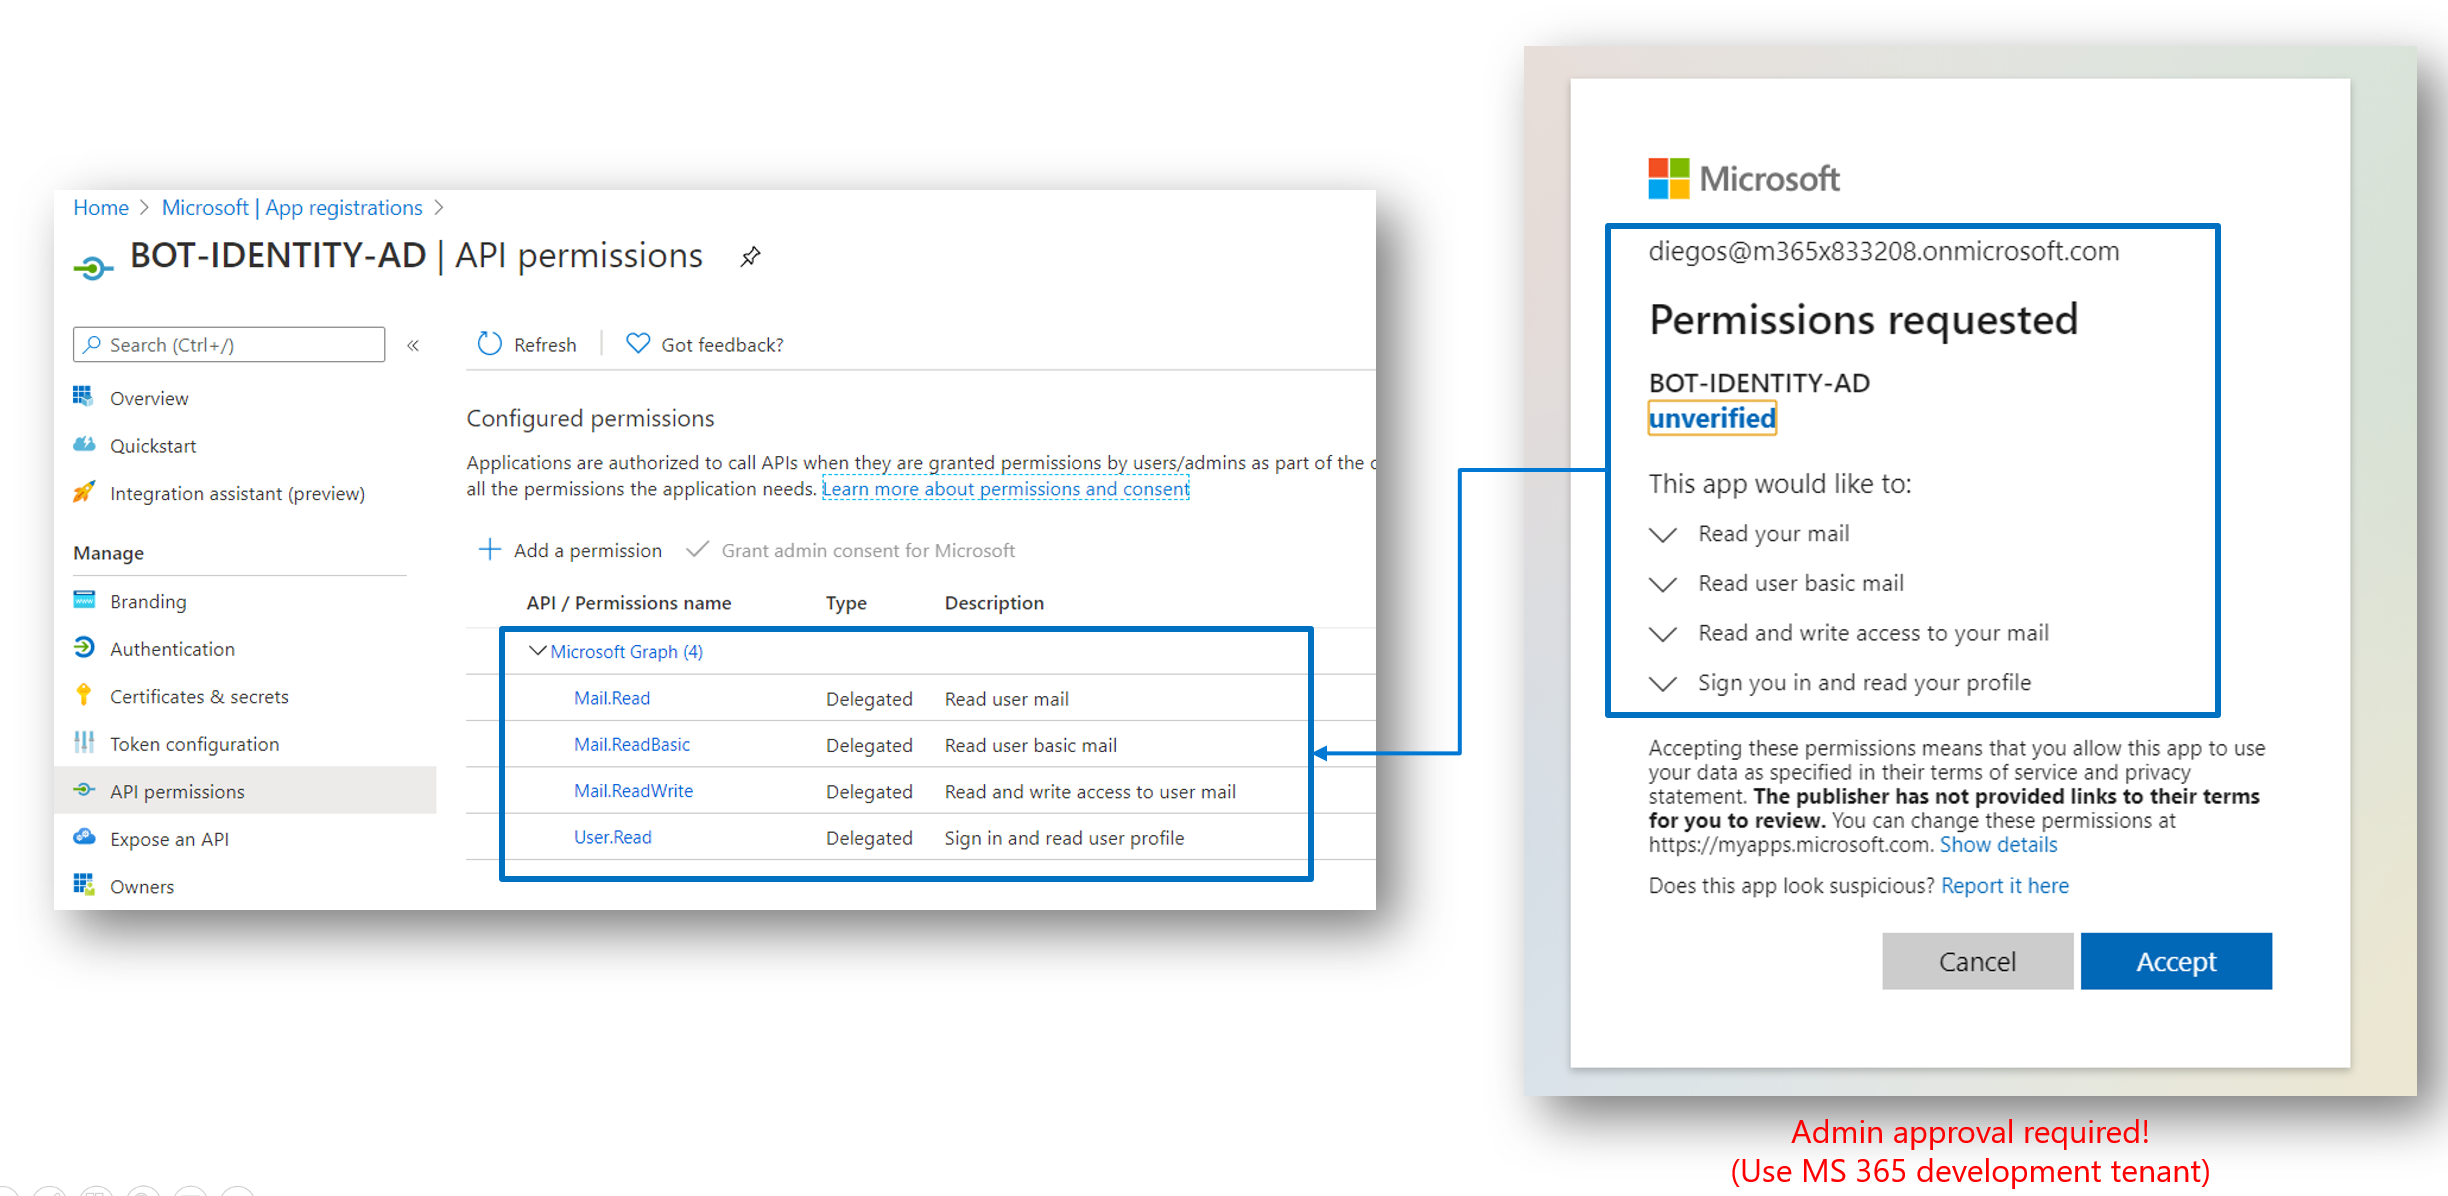 Home > Microsoft | App registrations >
BOT-IDENTITY-AD | API permissions
Search (Ctrl+/)
«
Overview
Quickstart
Integration assistant (preview)
Manage
Branding
Authentication
Certificates & secrets
Token configuration
API permissions
Expose an API
Owners
Refresh
Got feedback?
Configured permissions
Applications are authorized to call APIs when they are granted permissions by users/admins as part of the
all the permissions the application needs. Learn more about permissions and consent
Add a permission
Grant admin consent for Microsoft
API / Permissions name Type Description
Microsoft Graph (4)
Mail.Read Delegated Read user mail
Mail.ReadBasic Delegated Read user basic mail
Mail.ReadWrite Delegated Read and write access to user mail
User.Read Delegated Sign in and read user profile
Microsoft
diegos@m365x833208.onmicrosoft.com
Permissions requested
BOT-IDENTITY-AD
unverified
This app would like to:
Read your mail
Read user basic mail
Read and write access to your mail
Sign you in and read your profile
Accepting these permissions means that you allow this app to use
your data as specified in their terms of service and privacy
statement. The publisher has not provided links to their terms
for you to review. You can change these permissions at
https://myapps.microsoft.com. Show details
Does this app look suspicious? Report it here
Cancel
Accept
Admin approval required!
(Use MS 365 development tenant)